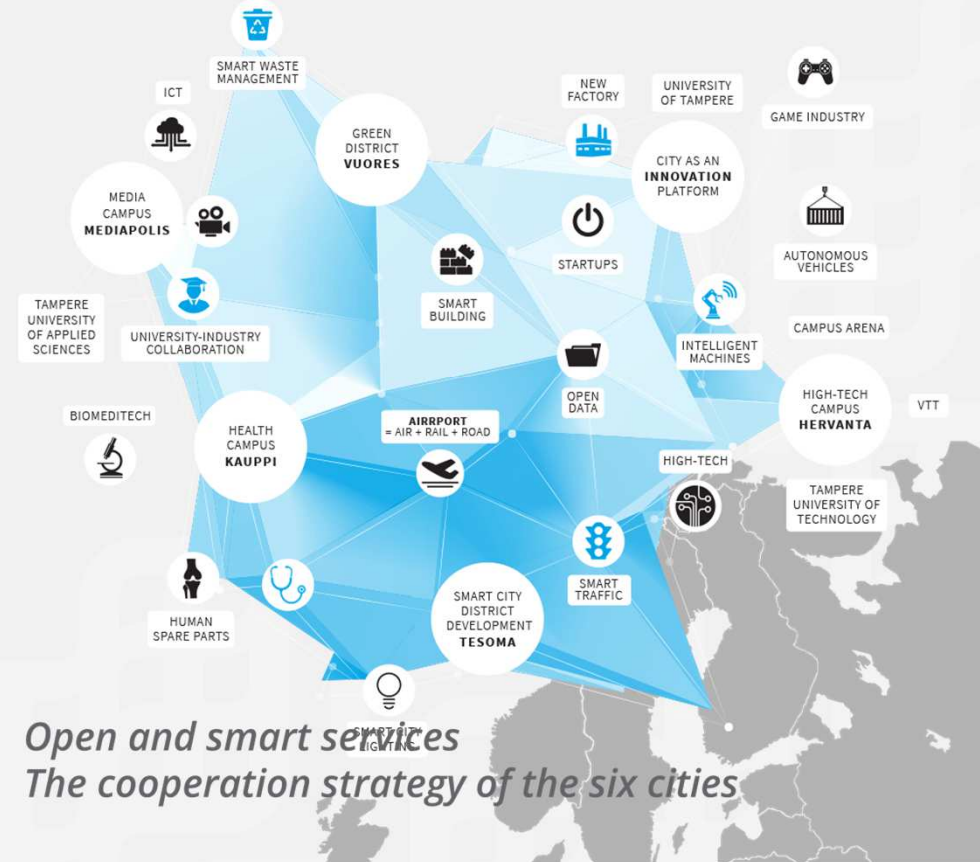 SMART WASTE
MANAGEMENT
ICT
GREEN
DISTRICT
VUORES
NEW
FACTORY
UNIVERSITY
OF TAMPERE
GAME INDUSTRY
CITY AS AN
INNOVATION
PLATFORM
MEDIA
CAMPUS
MEDIAPOLIS
STARTUPS
AUTONOMOUS
VEHICLES
TAMPERE
UNIVERSITY
OF APPLIED
SCIENCES
UNIVERSITY-INDUSTRY
COLLABORATION
SMART
BUILDING
INTELLIGENT
MACHINES
CAMPUS ARENA
OPEN
DATA
HIGH-TECH
CAMPUS
HERVANTA
VTT
BIOMEDITECH
HEALTH
CAMPUS
KAUPPI
AIRRPORT
= AIR + RAIL + ROAD
HIGH-TECH
TAMPERE
UNIVERSITY OF
TECHNOLOGY
SMART
TRAFFIC
HUMAN
SPARE PARTS
SMART CITY
DISTRICT
DEVELOPMENT
TESOMA
SMART CITY
LIGHTING
Open and smart services
The cooperation strategy of the six cities